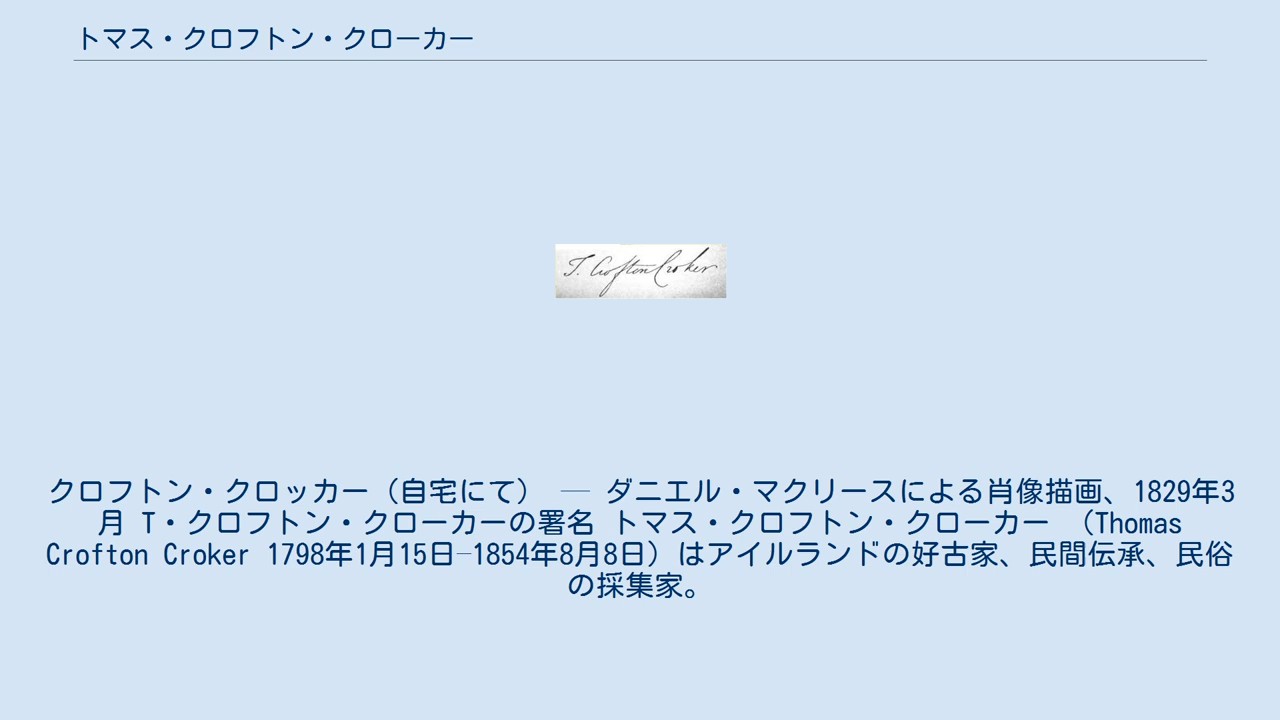 トマス・クロフトン・クローカー
T. Crofton Croker
クロフトン・クロッカー（自宅にて） ― ダニエル・マクリースによる肖像描画、1829年3
月 T・クロフトン・クローカーの署名 トマス・クロフトン・クローカー （Thomas
Crofton Croker 1798年1月15日–1854年8月8日）はアイルランドの好古家、民間伝承、民俗
の採集家。